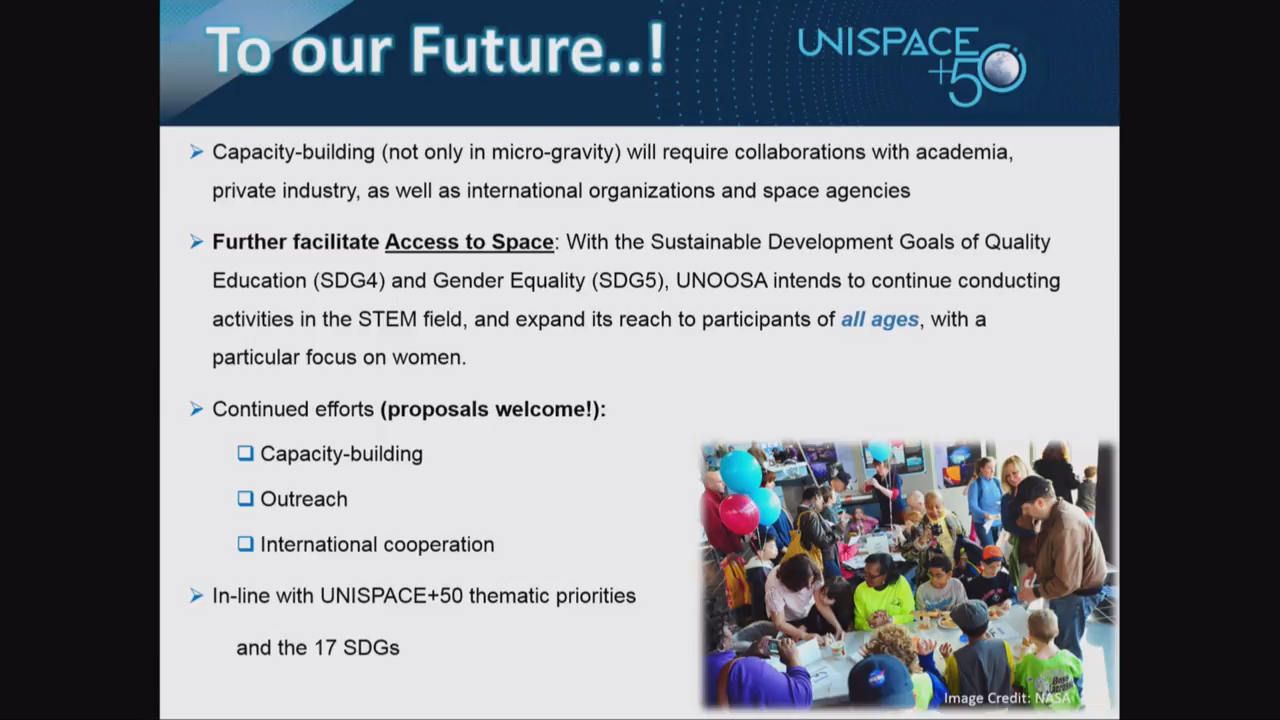 To our Future..!
UNISPACE
+50
➢ Capacity-building (not only in micro-gravity) will require collaborations with academia,
private industry, as well as international organizations and space agencies
➢ Further facilitate Access to Space: With the Sustainable Development Goals of Quality
Education (SDG4) and Gender Equality (SDG5), UNOOSA intends to continue conducting
activities in the STEM field, and expand its reach to participants of all ages, with a
particular focus on women.
➢ Continued efforts (proposals welcome!):
❑ Capacity-building
❑ Outreach
❑ International cooperation
➢ In-line with UNISPACE+50 thematic priorities
and the 17 SDGs
Image Credit: NASA